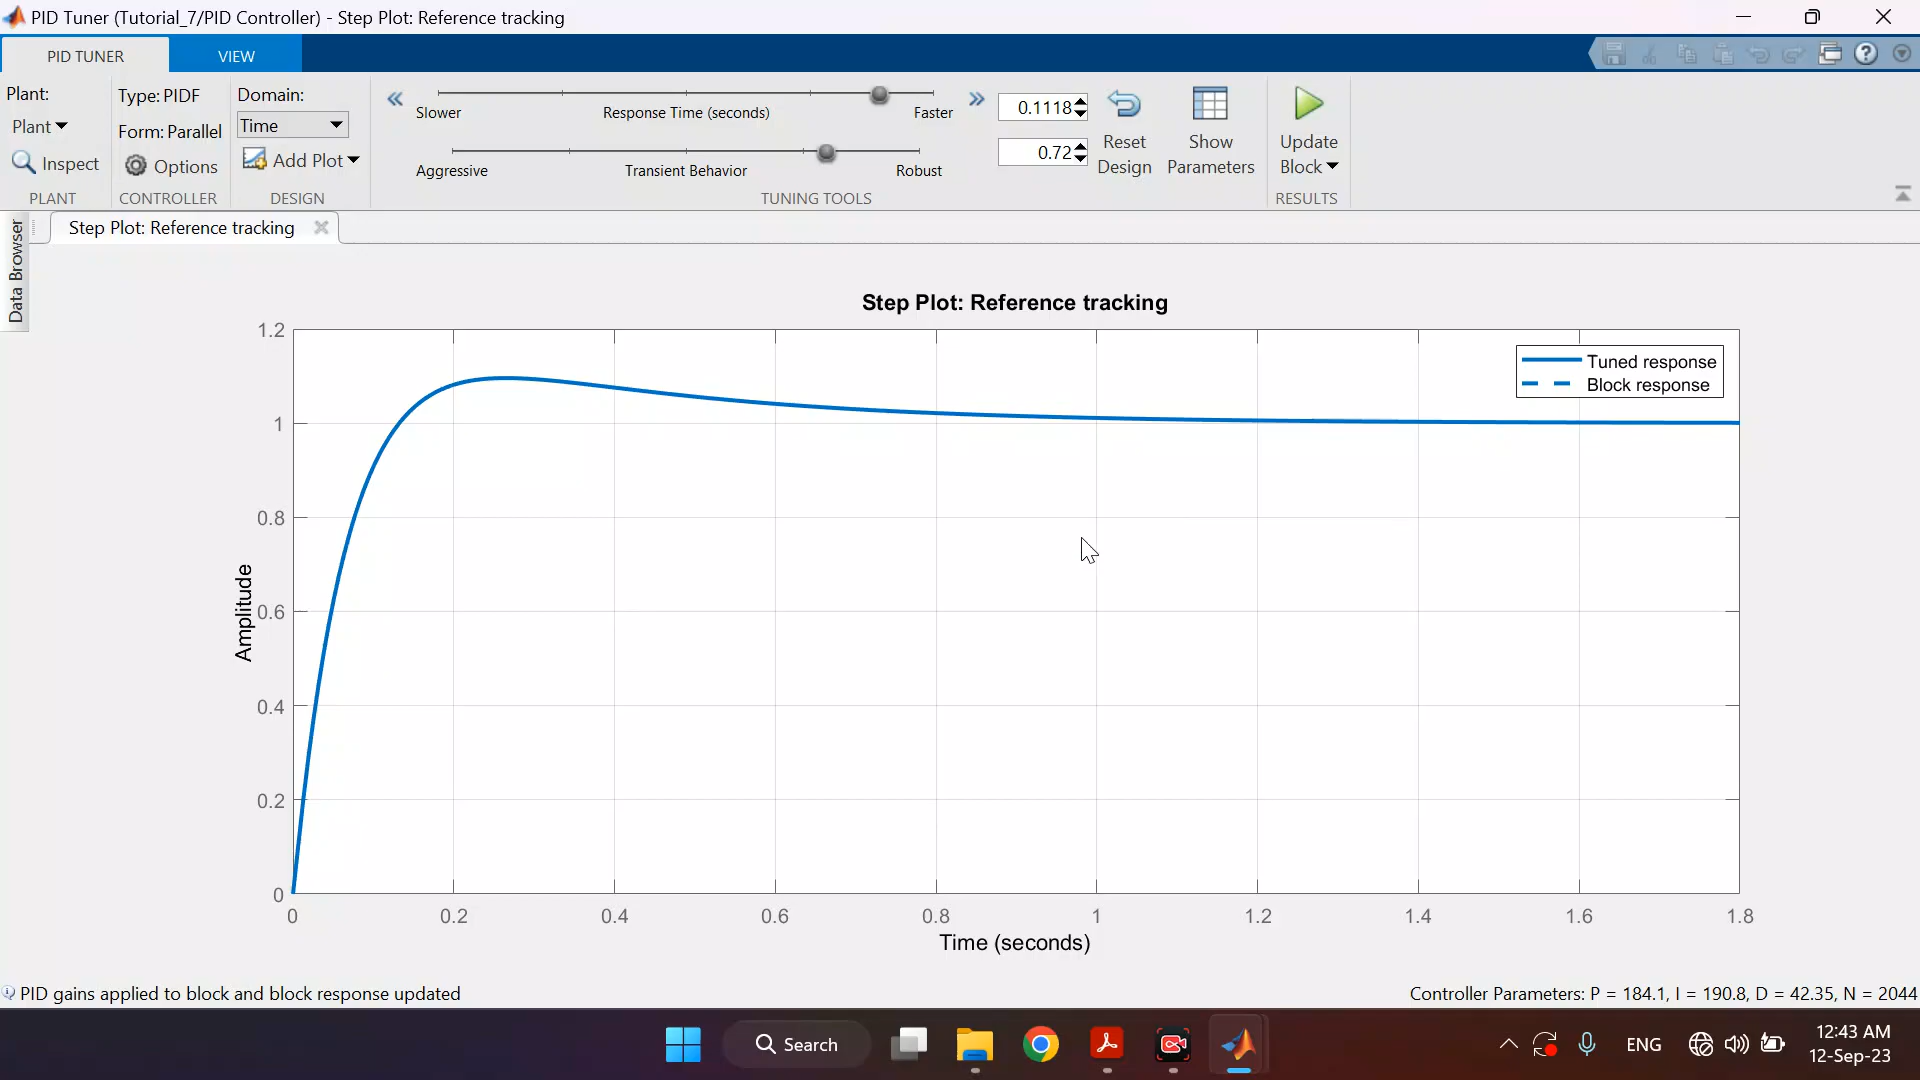 PID Tuner (Tutorial_7/PID Controller) - Step Plot: Reference tracking
PID TUNER
VIEW
Plant:
Plant
Inspect
PLANT
Type: PIDF
Form: Parallel
Options
CONTROLLER
Domain:
Time
Add Plot
DESIGN
Slower
Response Time (seconds)
Faster
0.1118
Aggressive
Transient Behavior
Robust
0.72
Reset
Design
Show
Parameters
TUNING TOOLS
Update
Block
RESULTS
Data Browser
Step Plot: Reference tracking
Step Plot: Reference tracking
Tuned response
Block response
Amplitude
1.2
1
0.8
0.6
0.4
0.2
0
0 0.2 0.4 0.6 0.8 1 1.2 1.4 1.6 1.8
Time (seconds)
PID gains applied to block and block response updated
Controller Parameters: P = 184.1, I = 190.8, D = 42.35, N = 2044
Search
ENG
12:43 AM
12-Sep-23